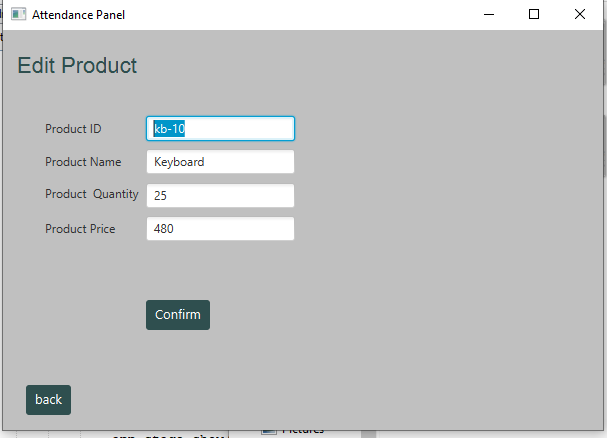 Attendance Panel
Edit Product
Product ID kb-10
Product Name Keyboard
Product  Quantity 25
Product Price 480
Confirm
back
Pictures